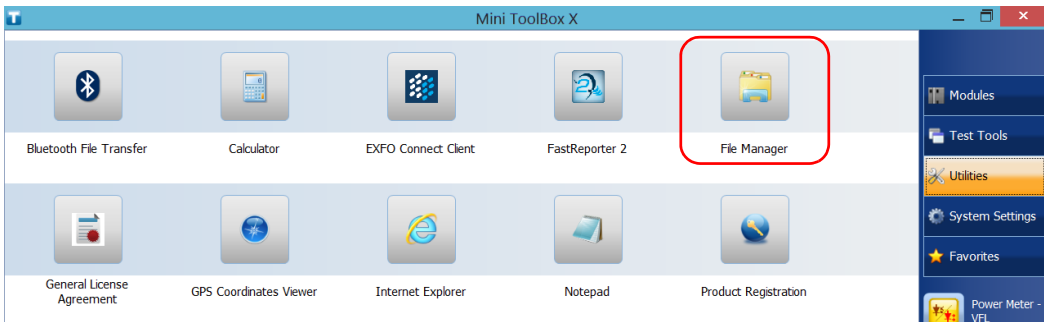 Mini ToolBox X
Bluetooth File Transfer
Calculator
EXFO Connect Client
FastReporter 2
File Manager
General License
Agreement
GPS Coordinates Viewer
Internet Explorer
Notepad
Product Registration
Modules
Test Tools
Utilities
System Settings
Favorites
Power Meter -
VFL